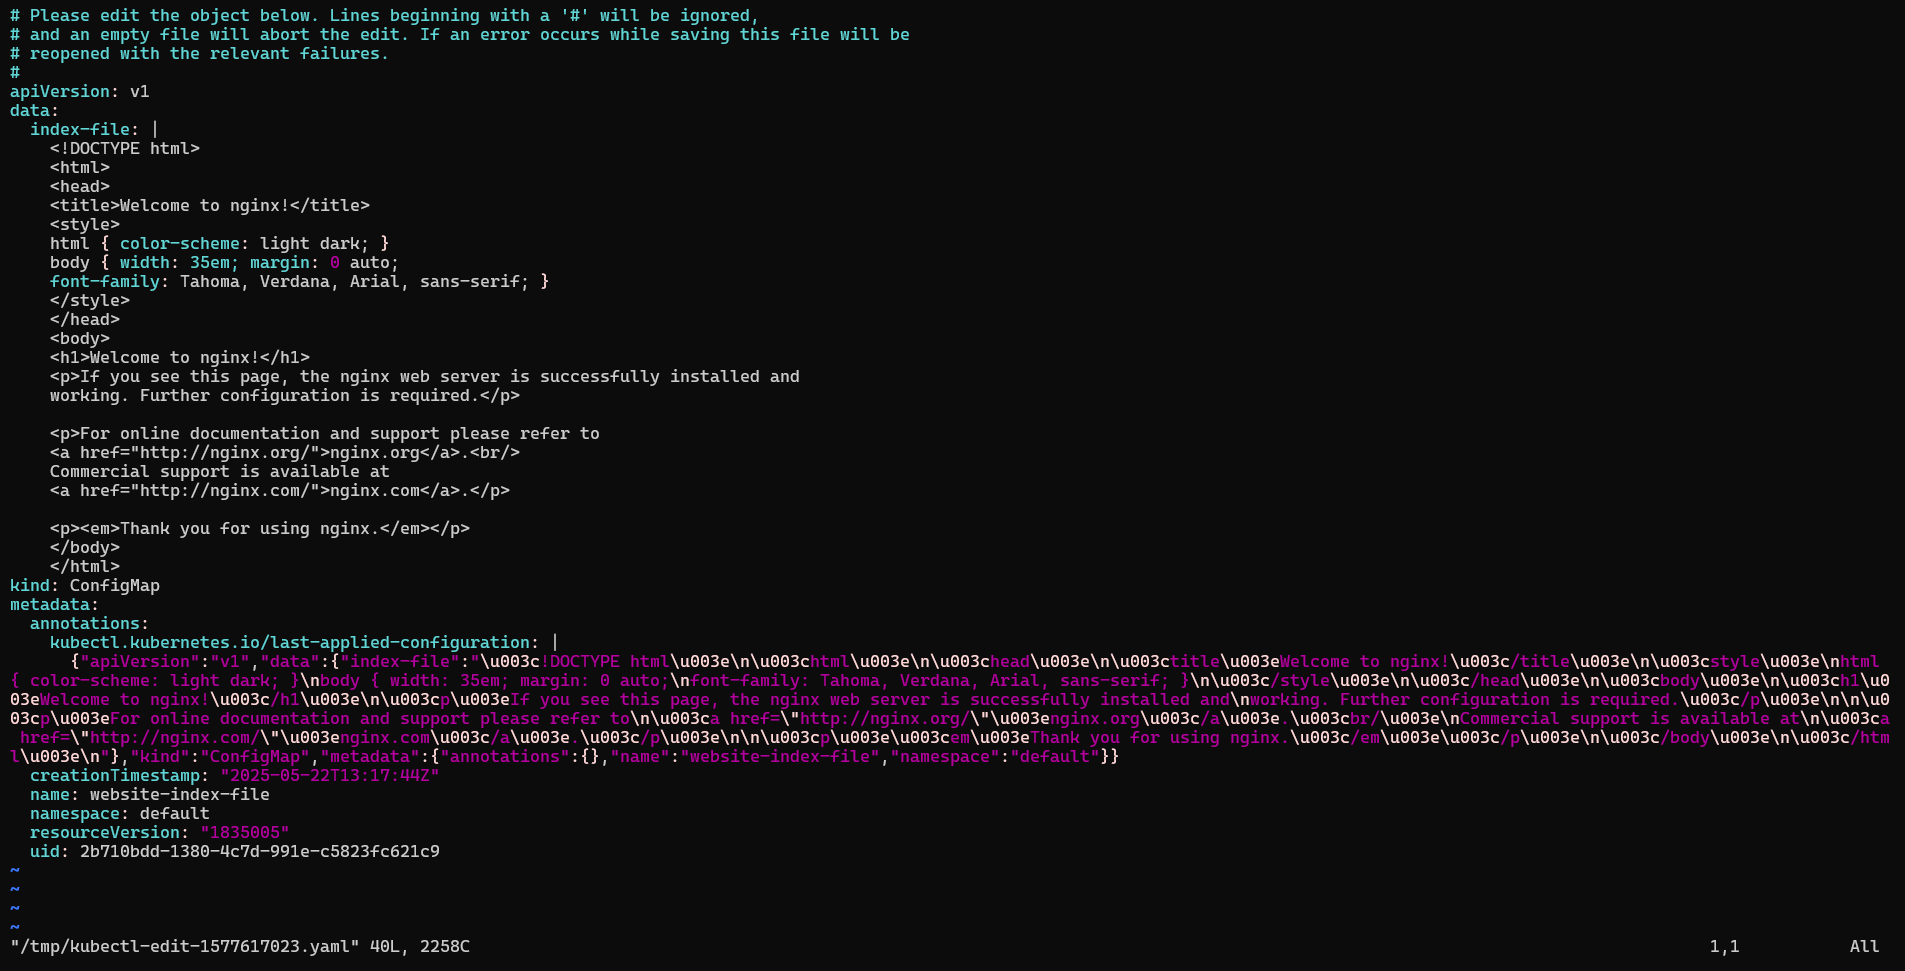 # Please edit the object below. Lines beginning with a '#' will be ignored,
# and an empty file will abort the edit. If an error occurs while saving this file will be
# reopened with the relevant failures.
#
apiVersion: v1
data:
  index-file: |
    <!DOCTYPE html>
    <html>
    <head>
    <title>Welcome to nginx!</title>
    <style>
    html { color-scheme: light dark; }
    body { width: 35em; margin: 0 auto;
    font-family: Tahoma, Verdana, Arial, sans-serif; }
    </style>
    </head>
    <body>
    <h1>Welcome to nginx!</h1>
    <p>If you see this page, the nginx web server is successfully installed and
    working. Further configuration is required.</p>

    <p>For online documentation and support please refer to
    <a href="http://nginx.org/">nginx.org</a>.<br/>
    Commercial support is available at
    <a href="http://nginx.com/">nginx.com</a>.</p>

    <p><em>Thank you for using nginx.</em></p>
    </body>
    </html>
kind: ConfigMap
metadata:
  annotations:
    kubectl.kubernetes.io/last-applied-configuration: |
      {"apiVersion":"v1","data":{"index-file":"\u003c!DOCTYPE html\u003e\n\u003chtml\u003e\n\u003chead\u003e\n\u003ctitle\u003eWelcome to nginx!\u003c/title\u003e\n\u003cstyle\u003e\nhtml
{ color-scheme: light dark; }\nbody { width: 35em; margin: 0 auto;\nfont-family: Tahoma, Verdana, Arial, sans-serif; }\n\u003c/style\u003e\n\u003c/head\u003e\n\u003cbody\u003e\n\u003ch1\u0
03eWelcome to nginx!\u003c/h1\u003e\n\u003cp\u003eIf you see this page, the nginx web server is successfully installed and\nworking. Further configuration is required.\u003c/p\u003e\n\n\u0
03cp\u003eFor online documentation and support please refer to\n\u003ca href=\"http://nginx.org/\"\u003enginx.org\u003c/a\u003e.\u003cbr/\u003e\nCommercial support is available at\n\u003ca
 href=\"http://nginx.com/\"\u003enginx.com\u003c/a\u003e.\u003c/p\u003e\n\n\u003cp\u003e\u003cem\u003eThank you for using nginx.\u003c/em\u003e\u003c/p\u003e\n\u003c/body\u003e\n\u003c/htm
l\u003e\n"},"kind":"ConfigMap","metadata":{"annotations":{},"name":"website-index-file","namespace":"default"}}
  creationTimestamp: "2025-05-22T13:17:44Z"
  name: website-index-file
  namespace: default
  resourceVersion: "1835005"
  uid: 2b710bdd-1380-4c7d-991e-c5823fc621c9
~
~
~
~
"/tmp/kubectl-edit-1577617023.yaml" 40L, 2258C 1,1 All